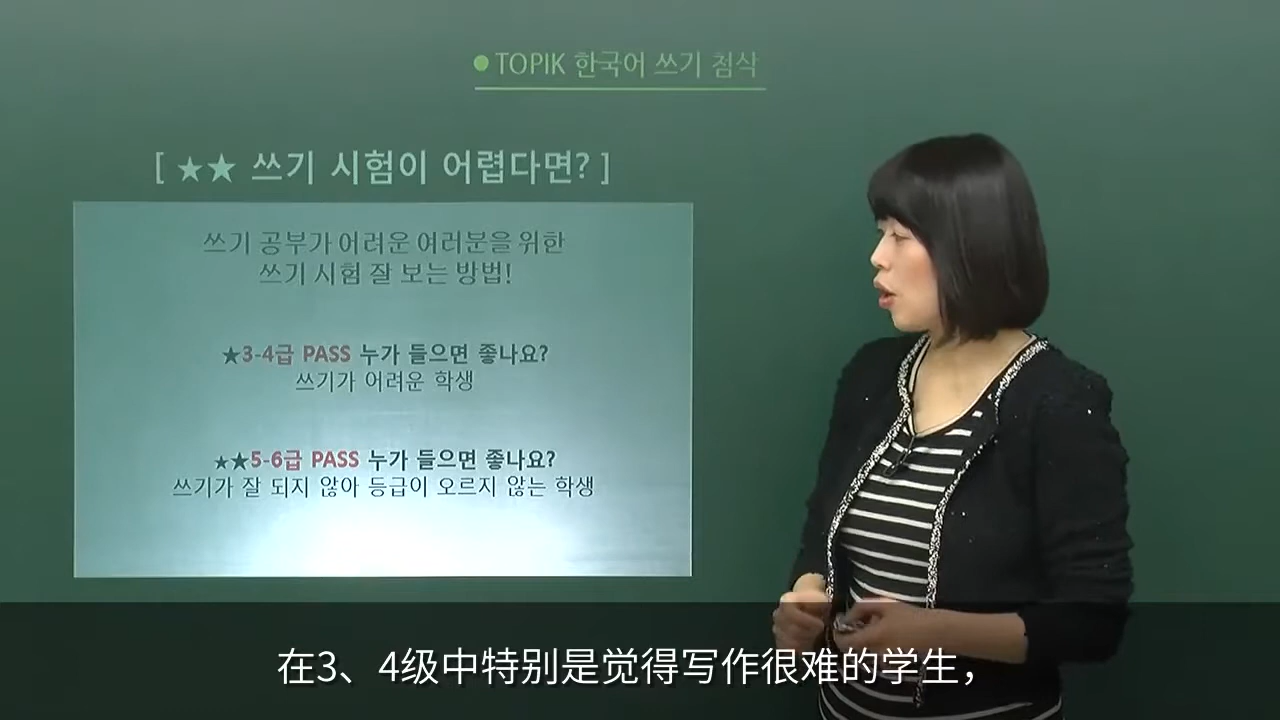 ●TOPIK 한국어 쓰기 첨삭
[ ★★ 쓰기 시험이 어렵다면? ]
쓰기 공부가 어려운 여러분을 위한
쓰기 시험 잘 보는 방법!
★3-4급 PASS 누가 들으면 좋나요?
쓰기가 어려운 학생
★★5-6급 PASS 누가 들으면 좋나요?
쓰기가 잘 되지 않아 등급이 오르지 않는 학생
在3、4级中特别是觉得写作很难的学生，